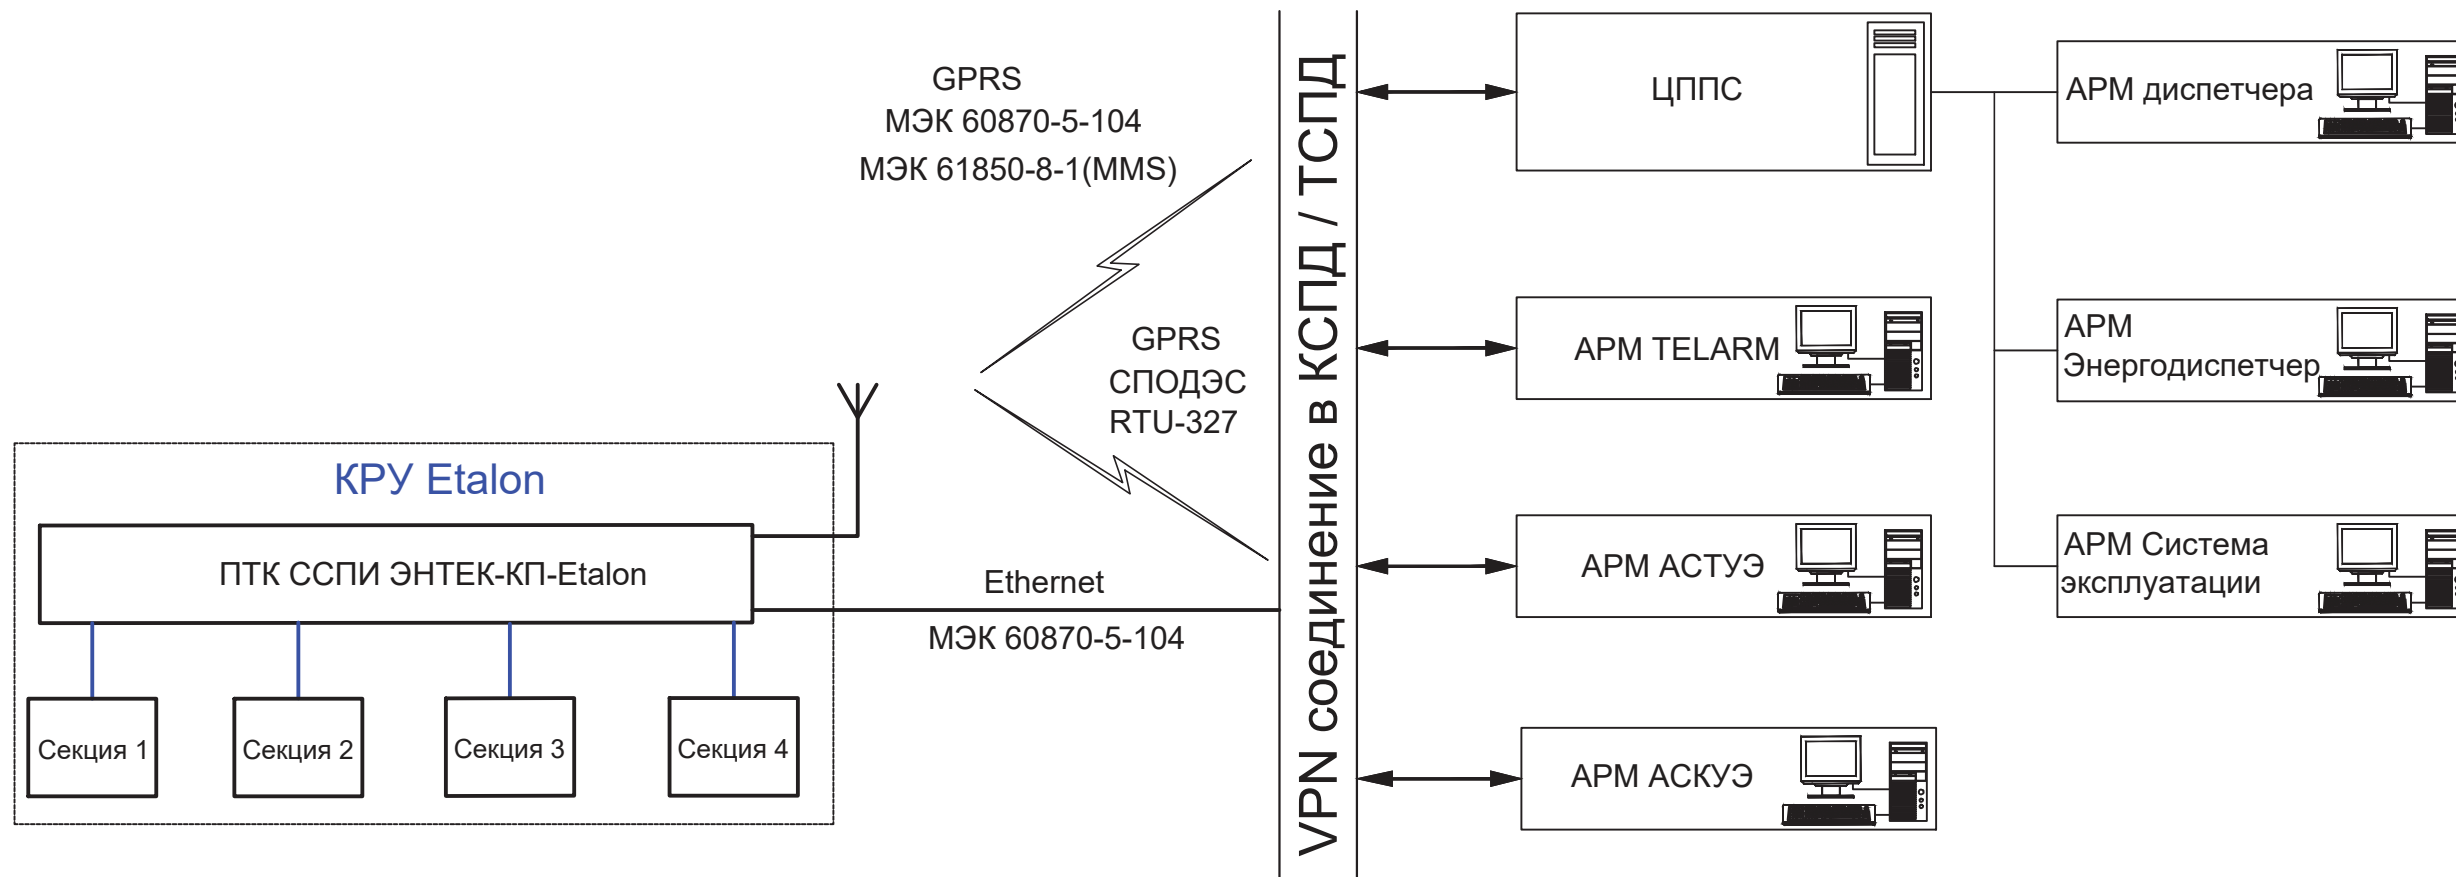 GPRS
МЭК 60870-5-104
МЭК 61850-8-1(MMS)
GPRS
СПОДЭС
RTU-327
КРУ Etalon
ПТК ССПИ ЭНТЕК-КП-Etalon
Секция 1
Секция 2
Секция 3
Секция 4
Ethernet
МЭК 60870-5-104
VPN соединение в КСПД / ТСПД
ЦППС
АРМ TELARM
АРМ АСТУЭ
АРМ АСКУЭ
АРМ диспетчера
АРМ
Энергодиспетчер
АРМ Система
эксплуатации